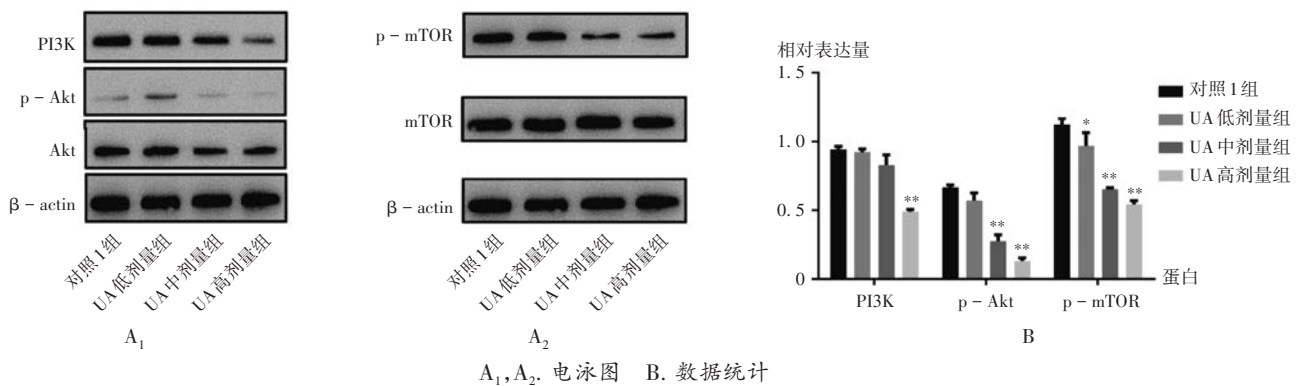 PI3K
p-Akt
Akt
β-actin
对照1组
UA低剂量组
UA中剂量组
UA高剂量组
A₁
p-mTOR
mTOR
β-actin
对照1组
UA低剂量组
UA中剂量组
UA高剂量组
A₂
相对表达量
1.5
1.0
0.5
0
** ** ** * ** **
PI3K p-Akt p-mTOR
蛋白
对照1组
UA低剂量组
UA中剂量组
UA高剂量组
B
A₁,A₂. 电泳图 B. 数据统计